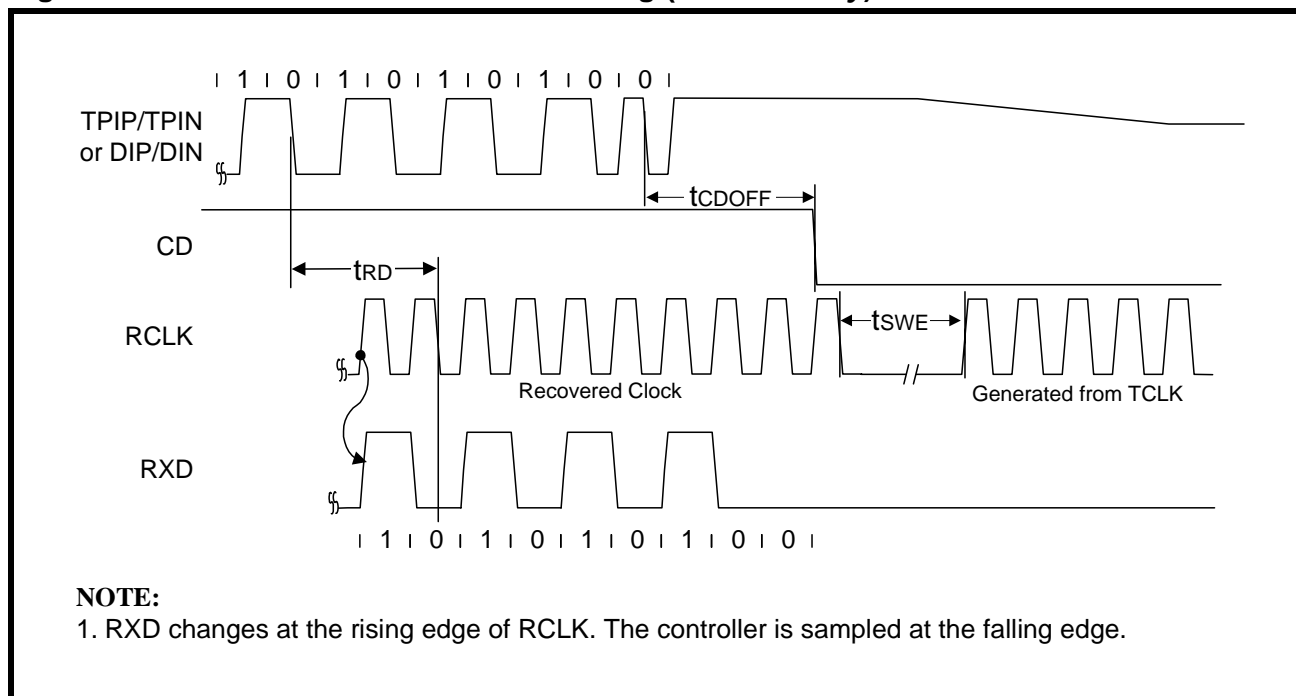 1 0 1 0 1 0 1 0 0
TPIP/TPIN
or DIP/DIN
tCDOFF
CD
tRD
RCLK
tSWE
Recovered Clock
Generated from TCLK
RXD
1 0 1 0 1 0 1 0 0
NOTE:
1. RXD changes at the rising edge of RCLK. The controller is sampled at the falling edge.